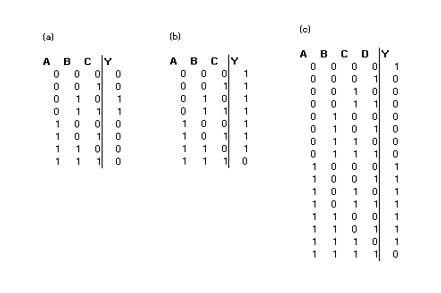 (a)
A B C Y
0 0 0 0
0 0 1 0
0 1 0 1
0 1 1 1
1 0 0 0
1 0 1 0
1 1 0 0
1 1 1 0
(b)
A B C Y
0 0 0 1
0 0 1 1
0 1 0 1
0 1 1 1
1 0 0 1
1 0 1 1
1 1 0 1
1 1 1 0
(c)
A B C D Y
0 0 0 0 1
0 0 0 1 0
0 0 1 0 0
0 0 1 1 0
0 1 0 0 0
0 1 0 1 0
0 1 1 0 0
0 1 1 1 0
1 0 0 0 1
1 0 0 1 1
1 0 1 0 1
1 0 1 1 1
1 1 0 0 1
1 1 0 1 1
1 1 1 0 1
1 1 1 1 0